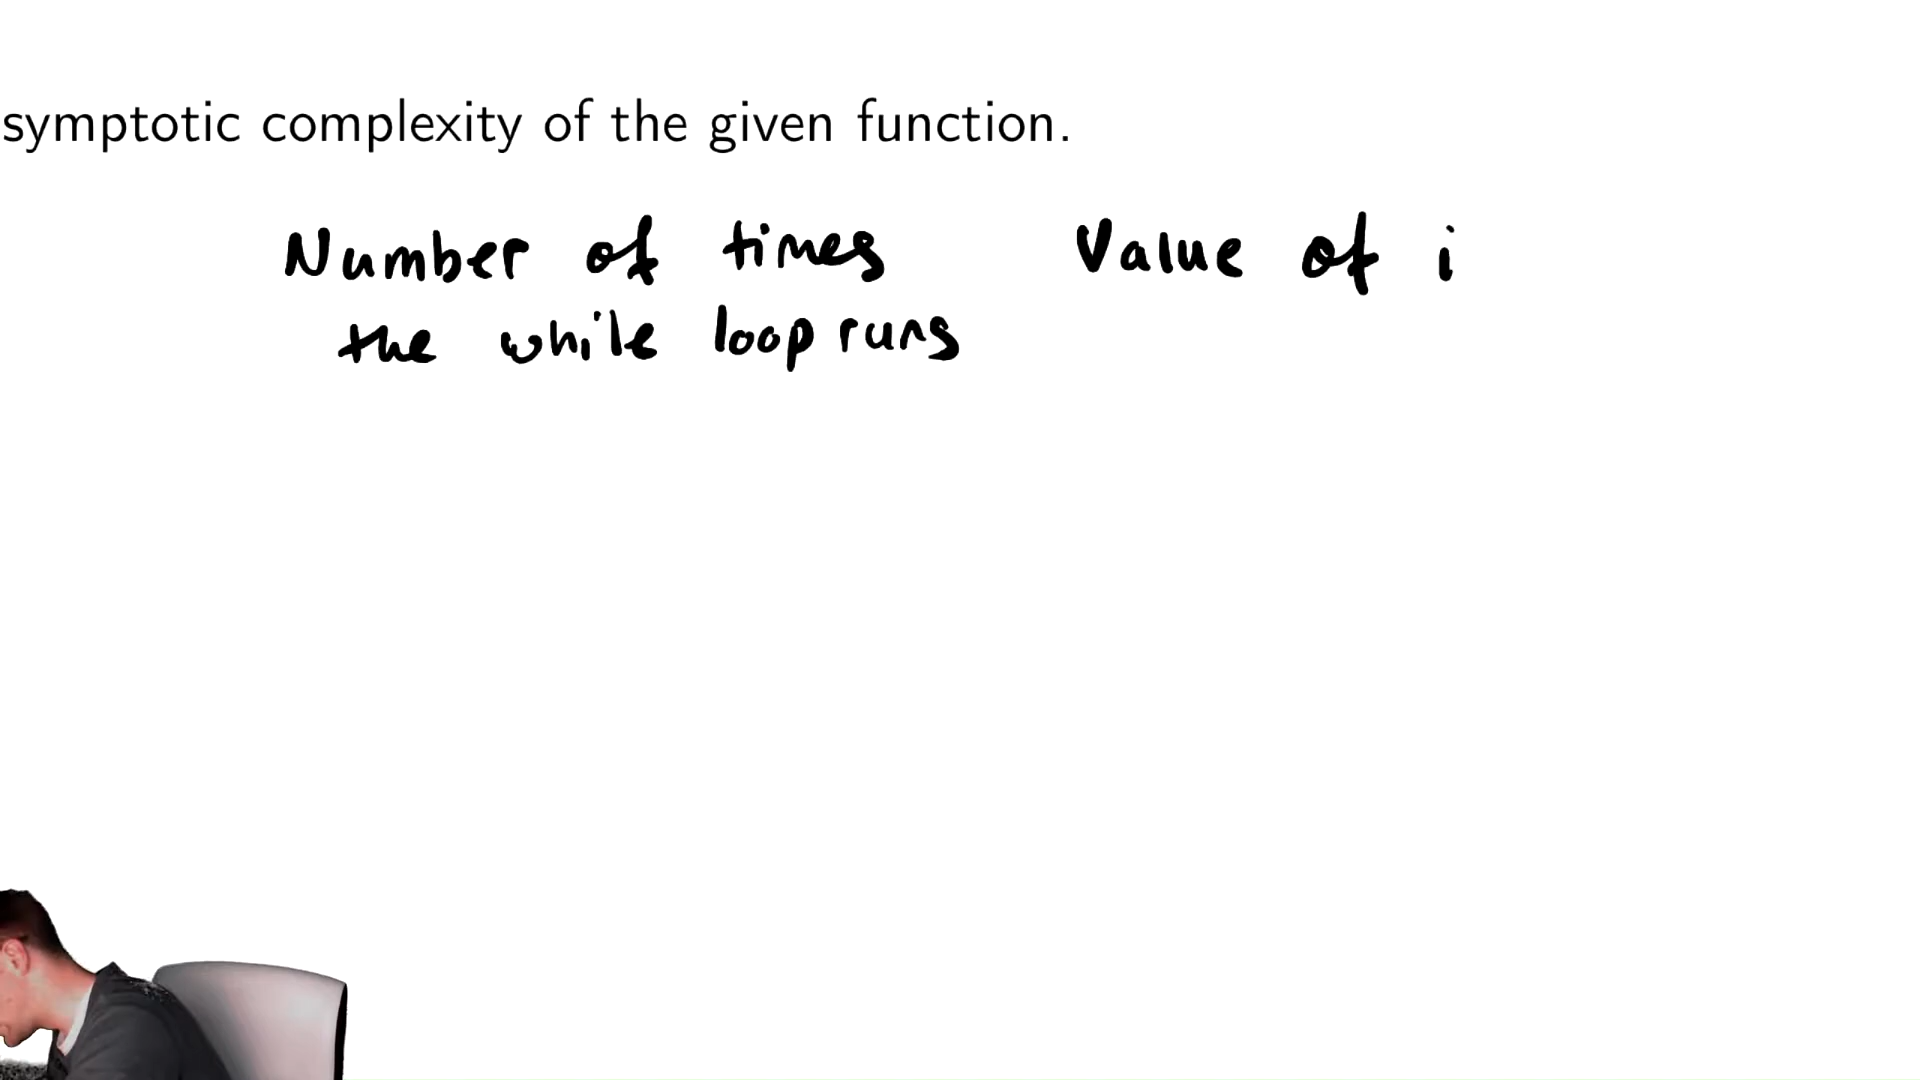 symptotic complexity of the given function.
Number of times Value of i
the while loop runs